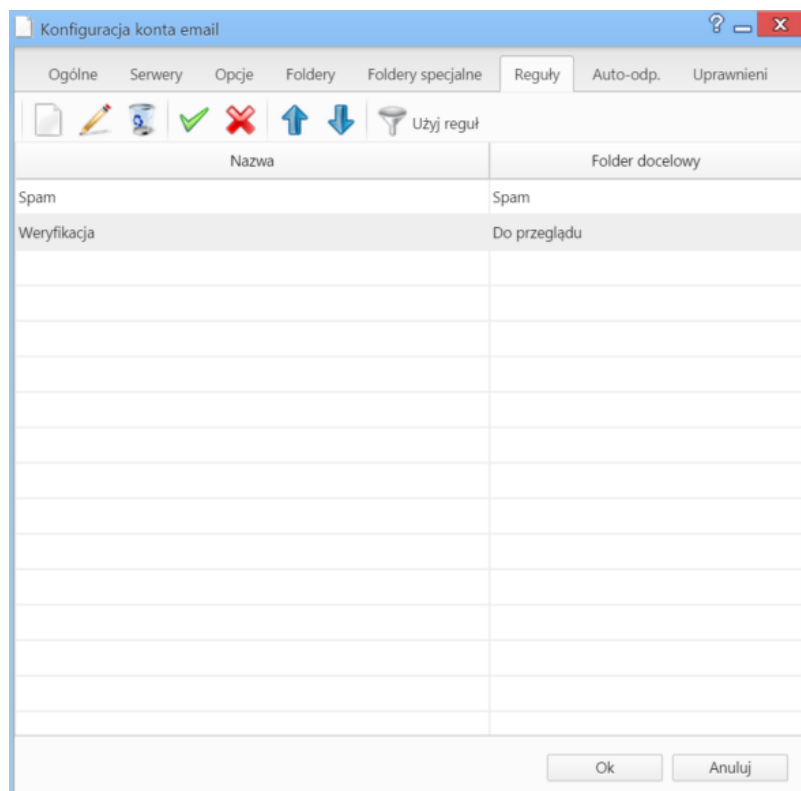 Konfiguracja konta email
Ogólne Serwery Opcje Foldery Foldery specjalne Reguły Auto-odp. Uprawnieni
Użyj reguł
Nazwa Folder docelowy
Spam Spam
Weryfikacja Do przeglądu
Ok Anuluj